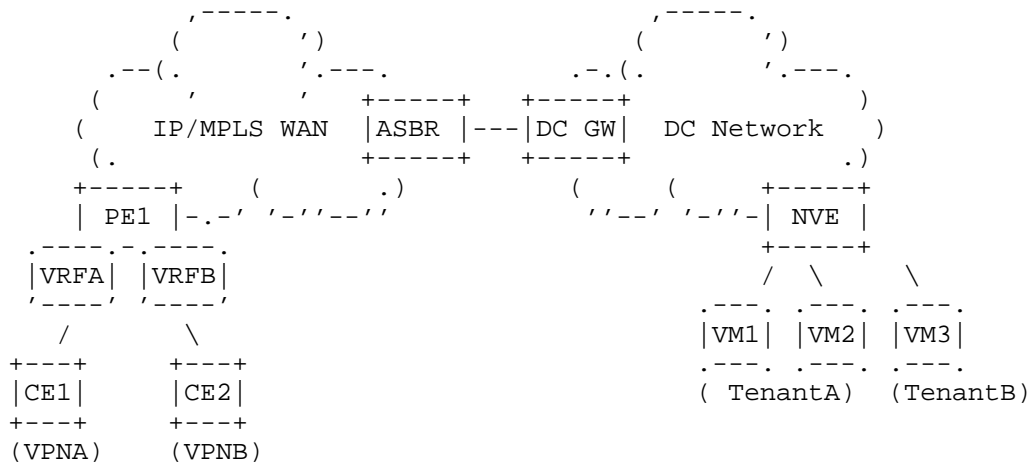 IP/MPLS WAN |ASBR |---|DC GW| DC Network
| PE1 | | NVE |
|VRFA| |VRFB|
|VM1| |VM2| |VM3|
|CE1| |CE2| ( TenantA) (TenantB)
(VPNA) (VPNB)